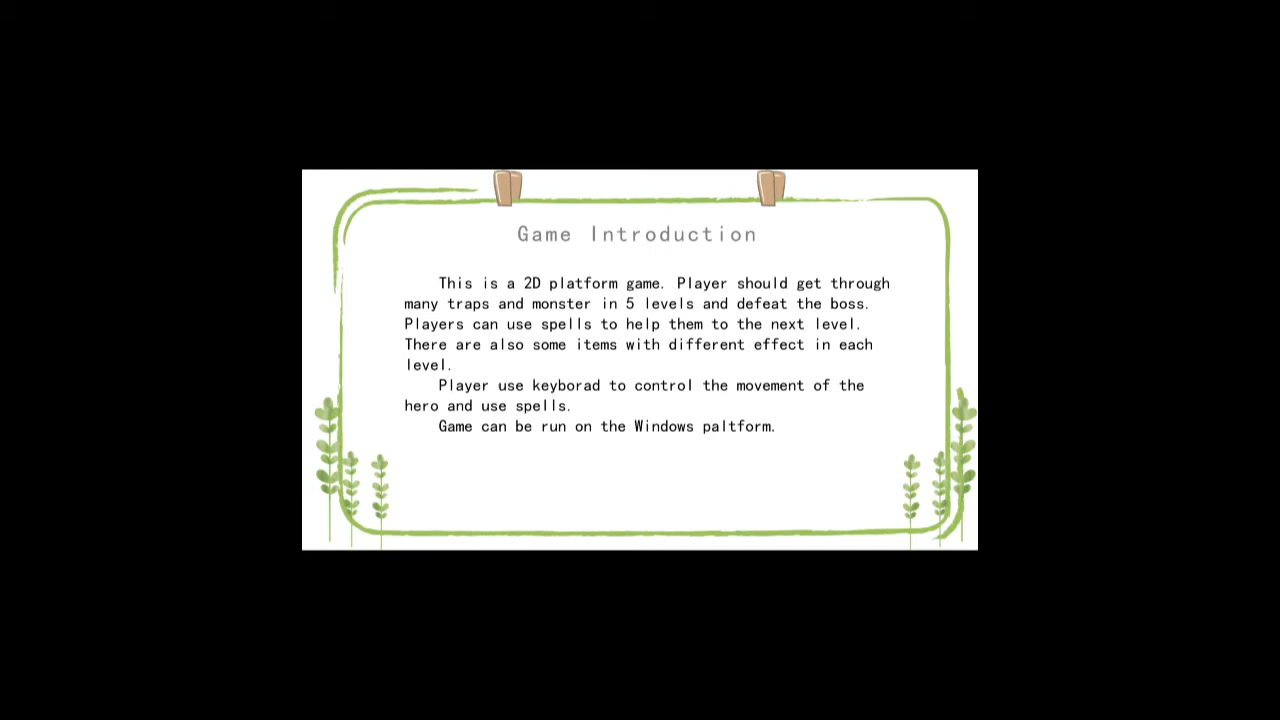 Game Introduction
This is a 2D platform game. Player should get through
many traps and monster in 5 levels and defeat the boss.
Players can use spells to help them to the next level.
There are also some items with different effect in each
level.
Player use keyborad to control the movement of the
hero and use spells.
Game can be run on the Windows paltform.